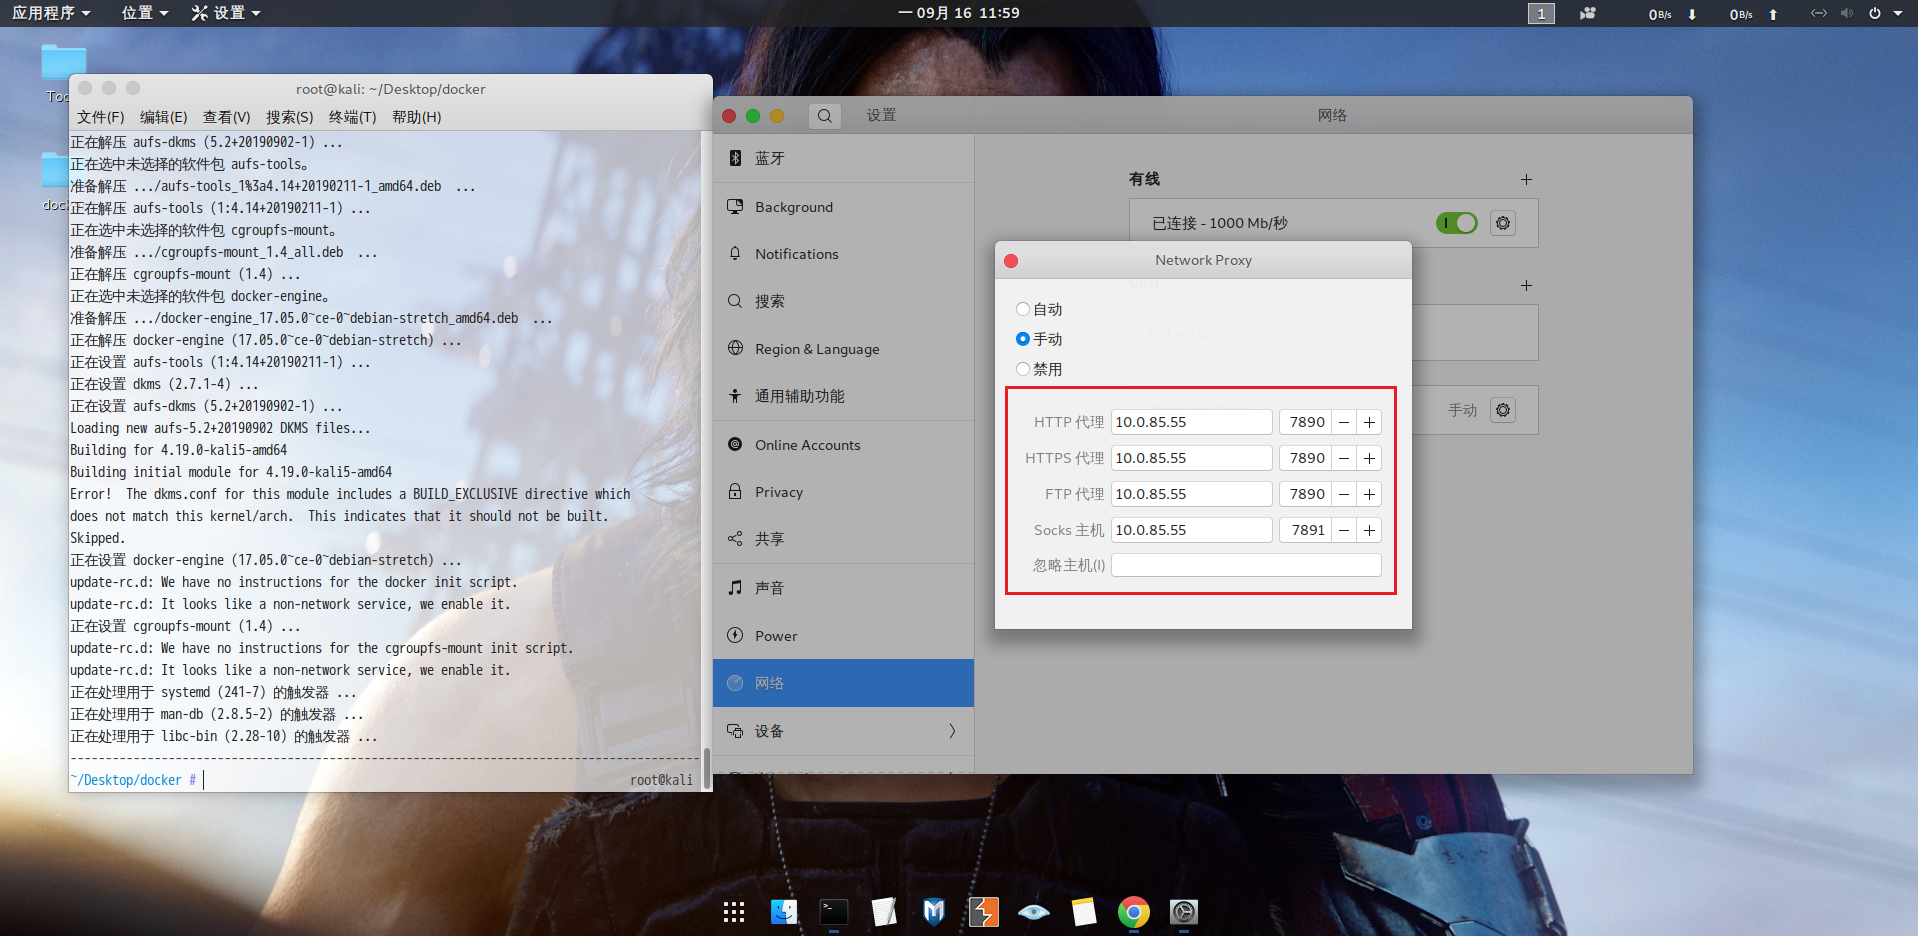 应用程序
位置
设置
一 09月 16 11:59
1
0B/s
0B/s
root@kali: ~/Desktop/docker
文件(F) 编辑(E) 查看(V) 搜索(S) 终端(T) 帮助(H)
正在解压 aufs-dkms (5.2+20190902-1) ...
正在选中未选择的软件包 aufs-tools。
准备解压 .../aufs-tools_1%3a4.14+20190211-1_amd64.deb ...
正在解压 aufs-tools (1:4.14+20190211-1) ...
正在选中未选择的软件包 cgroupfs-mount。
准备解压 .../cgroupfs-mount_1.4_all.deb ...
正在解压 cgroupfs-mount (1.4) ...
正在选中未选择的软件包 docker-engine。
准备解压 .../docker-engine_17.05.0~ce-0~debian-stretch_amd64.deb ...
正在解压 docker-engine (17.05.0~ce-0~debian-stretch) ...
正在设置 aufs-tools (1:4.14+20190211-1) ...
正在设置 dkms (2.7.1-4) ...
正在设置 aufs-dkms (5.2+20190902-1) ...
Loading new aufs-5.2+20190902 DKMS files...
Building for 4.19.0-kali5-amd64
Building initial module for 4.19.0-kali5-amd64
Error! The dkms.conf for this module includes a BUILD_EXCLUSIVE directive which
does not match this kernel/arch. This indicates that it should not be built.
Skipped.
正在设置 docker-engine (17.05.0~ce-0~debian-stretch) ...
update-rc.d: We have no instructions for the docker init script.
update-rc.d: It looks like a non-network service, we enable it.
正在设置 cgroupfs-mount (1.4) ...
update-rc.d: We have no instructions for the cgroupfs-mount init script.
update-rc.d: It looks like a non-network service, we enable it.
正在处理用于 systemd (241-7) 的触发器 ...
正在处理用于 man-db (2.8.5-2) 的触发器 ...
正在处理用于 libc-bin (2.28-10) 的触发器 ...
~/Desktop/docker #
root@kali
设置
网络
蓝牙
Background
Notifications
搜索
Region & Language
通用辅助功能
Online Accounts
Privacy
共享
声音
Power
网络
设备
有线
已连接 - 1000 Mb/秒
VPN
手动
Network Proxy
自动
手动
禁用
HTTP 代理 10.0.85.55 7890
HTTPS 代理 10.0.85.55 7890
FTP 代理 10.0.85.55 7890
Socks 主机 10.0.85.55 7891
忽略主机(I)